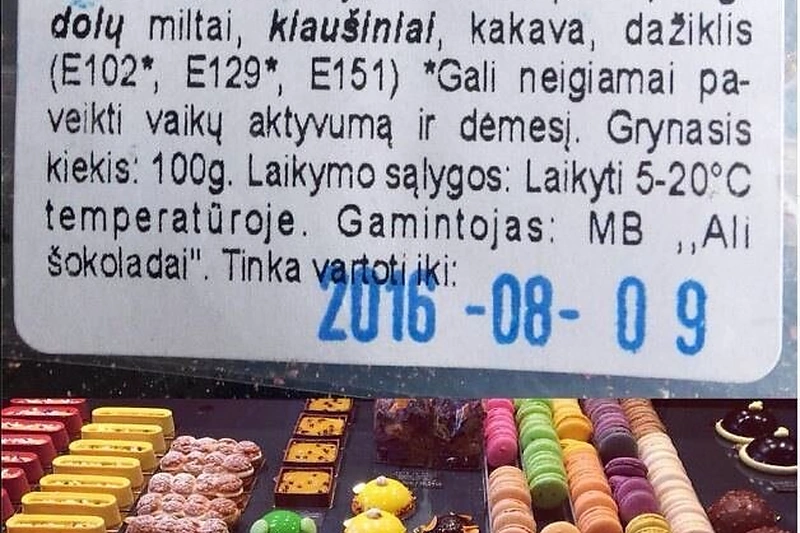 dolų miltai, kiaušiniai, kakava, dažiklis
(E102*, E129*, E151) *Gali neigiamai pa-
veikti vaikų aktyvumą ir dėmesį. Grynasis
kiekis: 100g. Laikymo sąlygos: Laikyti 5-20°C
temperatūroje. Gamintojas: MB ,,Ali
šokoladai". Tinka vartoti iki:
2016 -08- 09